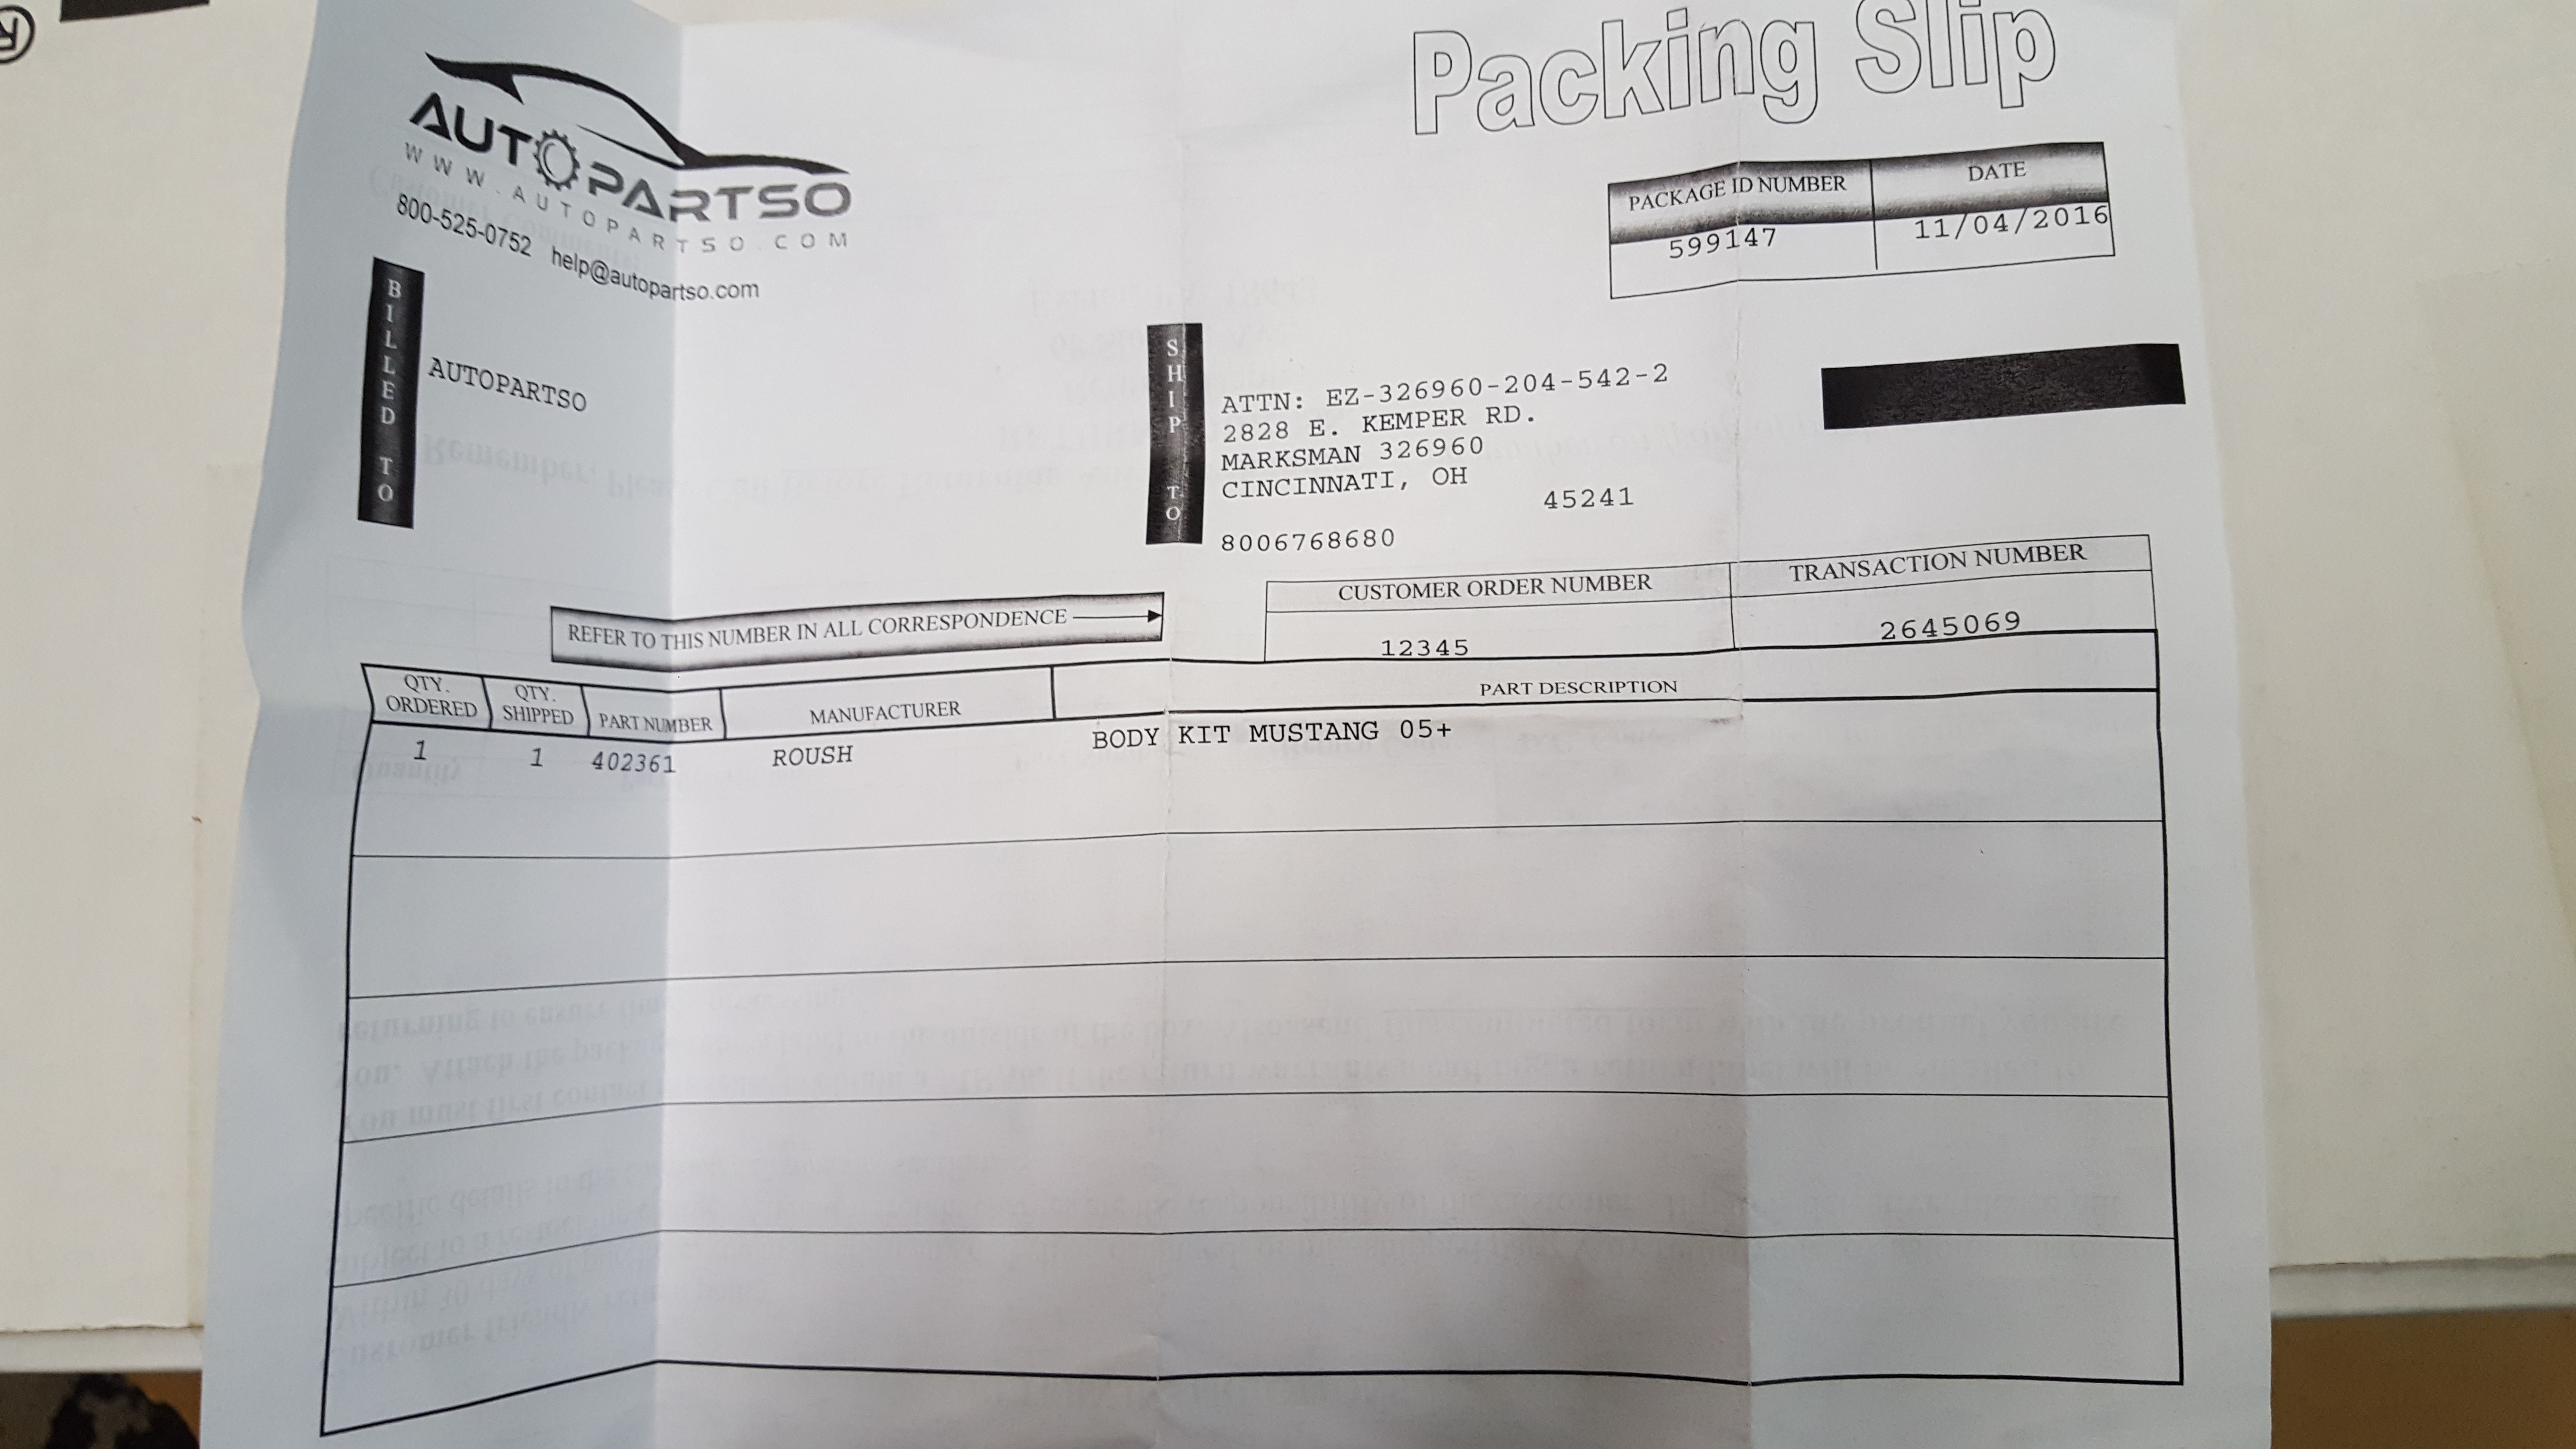 Packing Slip
AUTOPARTSO
WWW.AUTOPARTSO.COM
800-525-0752 help@autopartso.com
PACKAGE ID NUMBER DATE
599147 11/04/2016
BILLED TO
AUTOPARTSO
SHIP TO
ATTN: EZ-326960-204-542-2
2828 E. KEMPER RD.
MARKSMAN 326960
CINCINNATI, OH
45241
8006768680
REFER TO THIS NUMBER IN ALL CORRESPONDENCE
CUSTOMER ORDER NUMBER TRANSACTION NUMBER
12345 2645069
QTY. ORDERED QTY. SHIPPED PART NUMBER MANUFACTURER PART DESCRIPTION
1 1 402361 ROUSH BODY KIT MUSTANG 05+